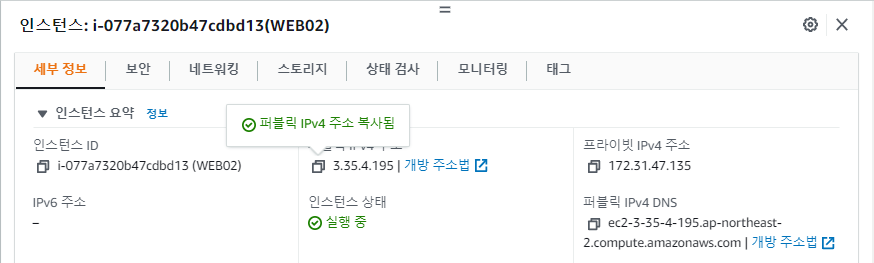 인스턴스: i-077a7320b47cdbd13(WEB02)
세부 정보
보안
네트워킹
스토리지
상태 검사
모니터링
태그
▼ 인스턴스 요약 정보
퍼블릭 IPv4 주소 복사됨
인스턴스 ID
i-077a7320b47cdbd13 (WEB02)
3.35.4.195 | 개방 주소법
프라이빗 IPv4 주소
172.31.47.135
IPv6 주소
–
인스턴스 상태
실행 중
퍼블릭 IPv4 DNS
ec2-3-35-4-195.ap-northeast-
2.compute.amazonaws.com | 개방 주소법